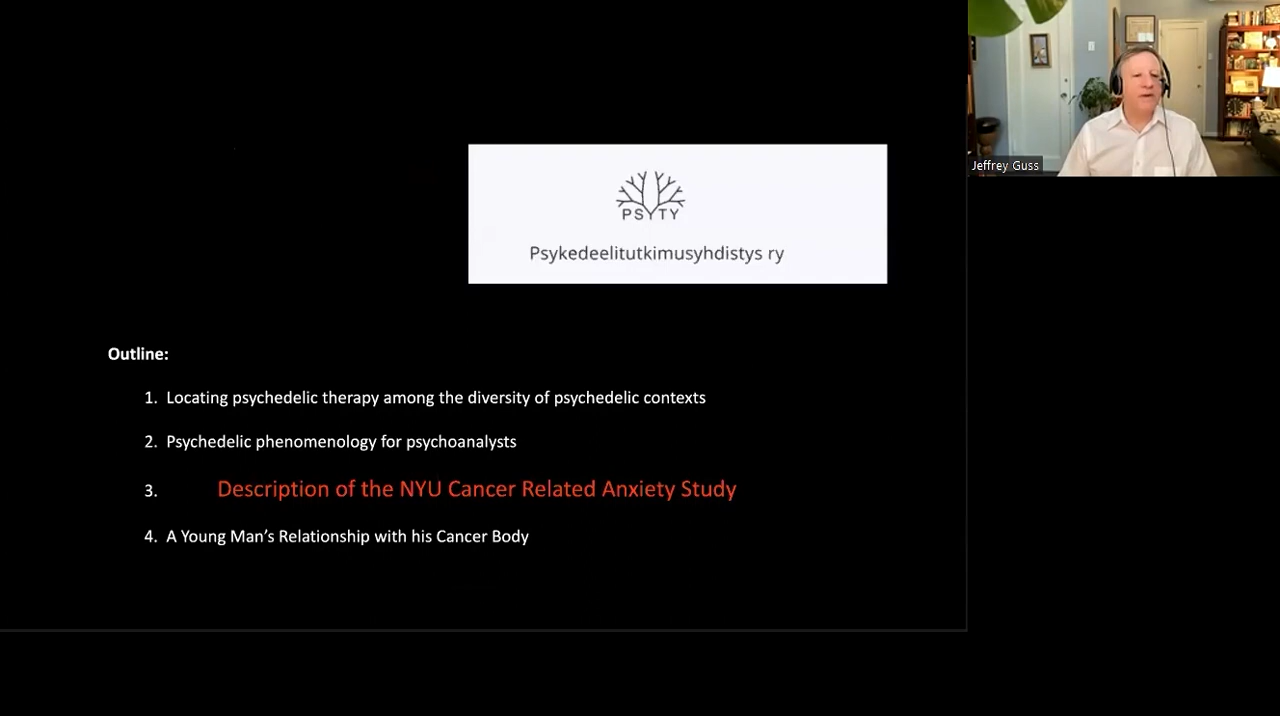 PSYTY
Psykedeelitutkimusyhdistys ry
Jeffrey Guss
Outline:
1. Locating psychedelic therapy among the diversity of psychedelic contexts
2. Psychedelic phenomenology for psychoanalysts
3. Description of the NYU Cancer Related Anxiety Study
4. A Young Man’s Relationship with his Cancer Body